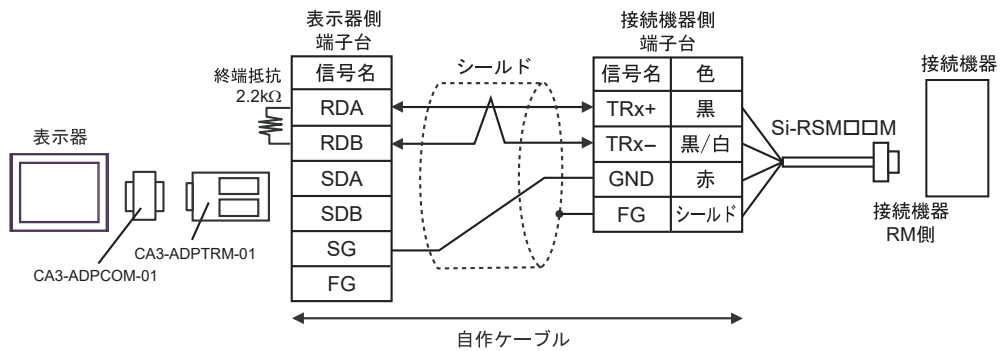 表示器側
端子台
信号名
RDA
RDB
SDA
SDB
SG
FG
終端抵抗
2.2kΩ
表示器
CA3-ADPCOM-01
CA3-ADPTRM-01
シールド
接続機器側
端子台
信号名 色
TRx+ 黒
TRx− 黒/白
GND 赤
FG シールド
Si-RSM□□M
接続機器
接続機器
RM側
自作ケーブル